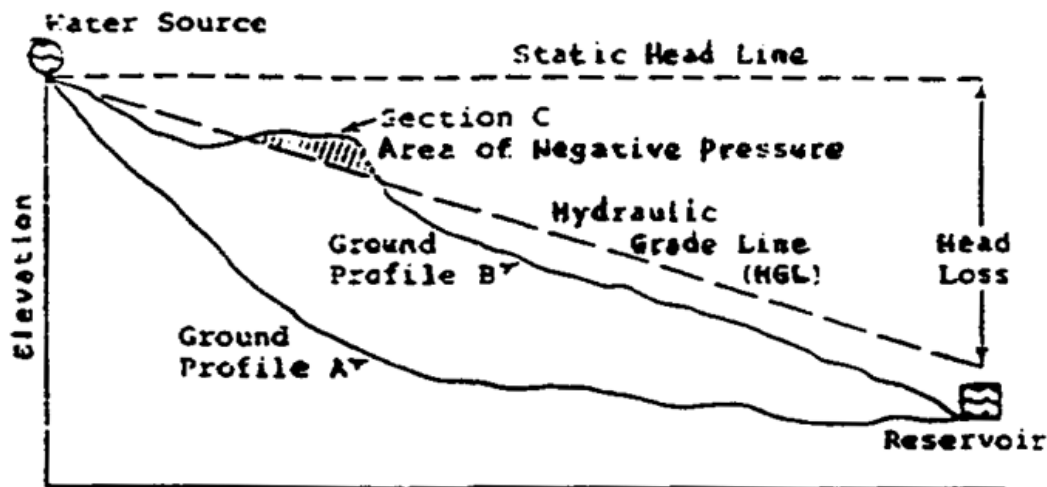 Water Source
Static Head Line
Section C
Area of Negative Pressure
Hydraulic
Grade Line
(HGL)
Head
Loss
Ground
Profile B
Ground
Profile A
Elevation
Reservoir